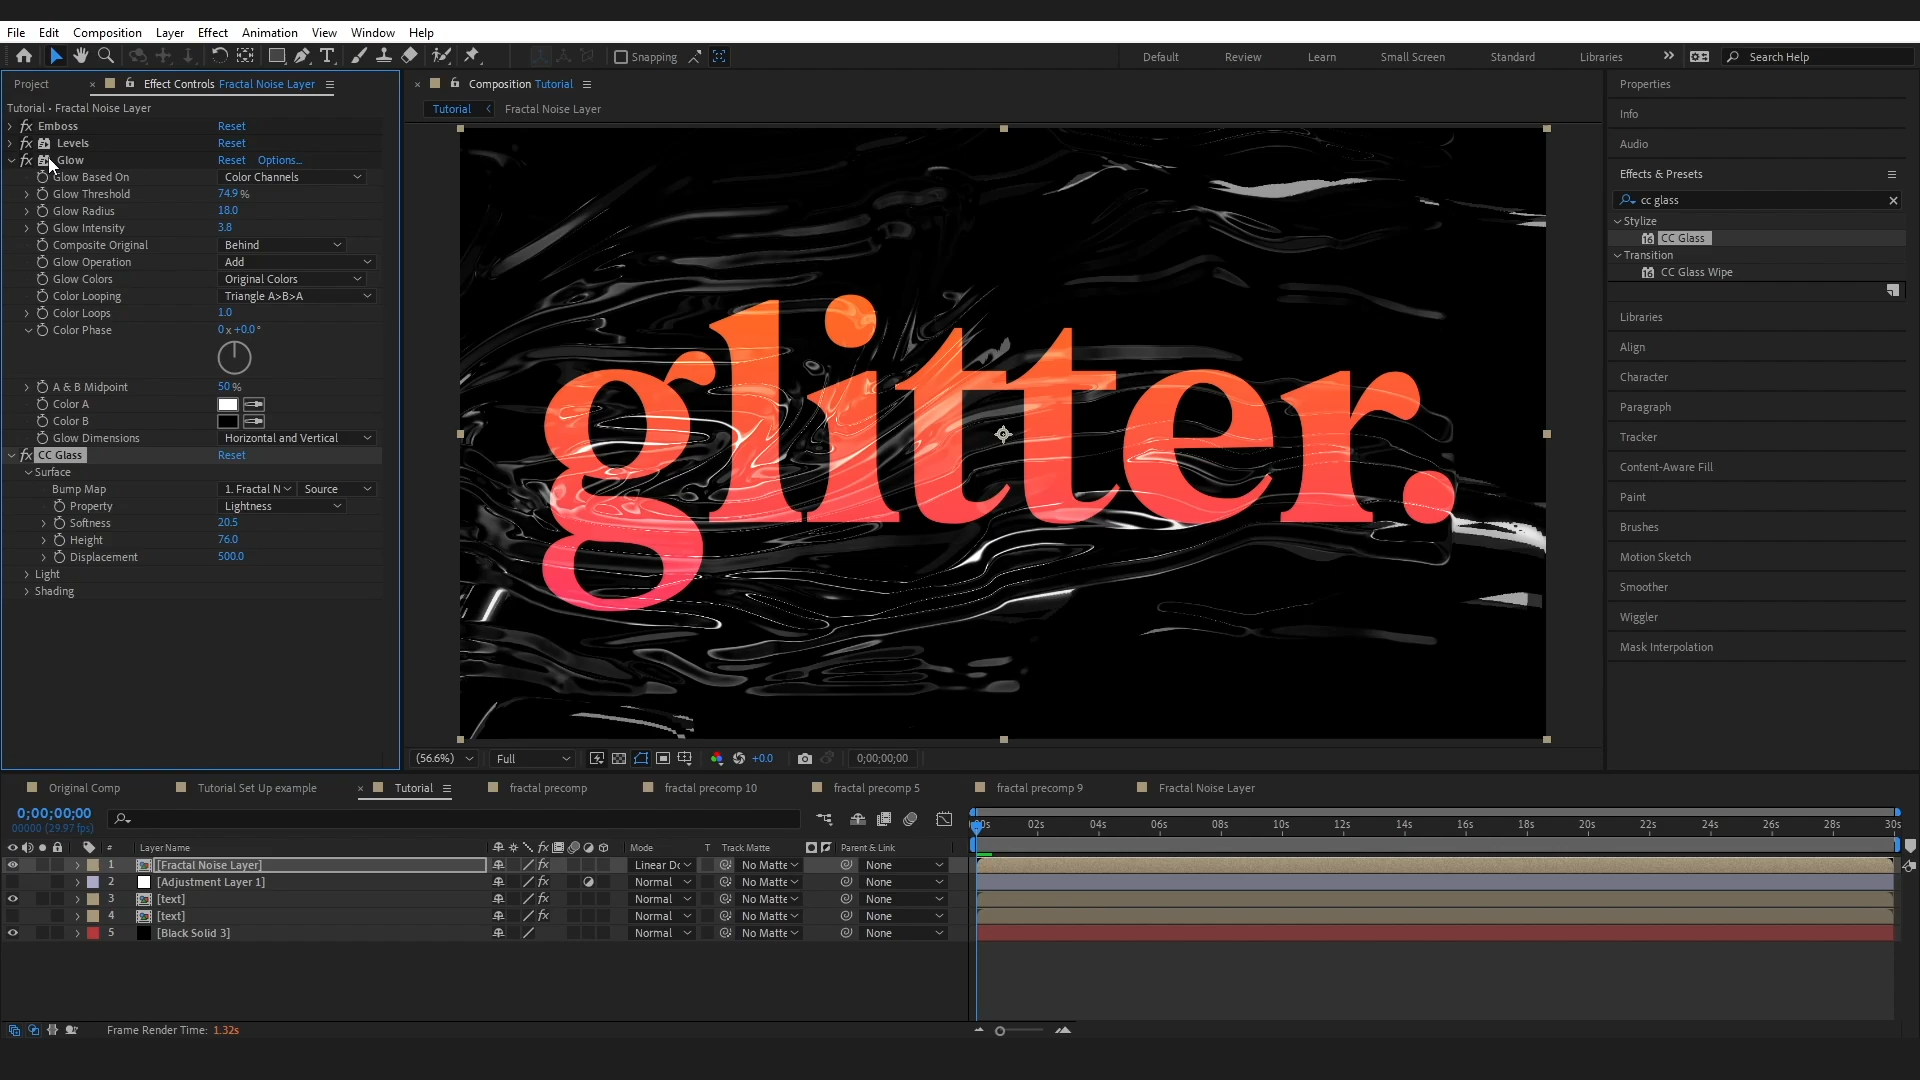 File Edit Composition Layer Effect Animation View Window Help
Snapping
Default Review Learn Small Screen Standard Libraries » Search Help
Project × Effect Controls Fractal Noise Layer
Tutorial • Fractal Noise Layer
fx Emboss Reset
fx Levels Reset
fx Glow Reset Options...
Glow Based On Color Channels
Glow Threshold 74.9 %
Glow Radius 18.0
Glow Intensity 3.8
Composite Original Behind
Glow Operation Add
Glow Colors Original Colors
Color Looping Triangle A>B>A
Color Loops 1.0
Color Phase 0 x +0.0 °
A & B Midpoint 50 %
Color A
Color B
Glow Dimensions Horizontal and Vertical
fx CC Glass Reset
Surface
Bump Map 1. Fractal N Source
Property Lightness
Softness 20.5
Height 76.0
Displacement 500.0
Light
Shading
× Composition Tutorial
Tutorial Fractal Noise Layer
glitter.
(56.6%) Full +0.0 0;00;00;00
Properties
Info
Audio
Effects & Presets
cc glass
Stylize
16 CC Glass
Transition
16 CC Glass Wipe
Libraries
Align
Character
Paragraph
Tracker
Content-Aware Fill
Paint
Brushes
Motion Sketch
Smoother
Wiggler
Mask Interpolation
Original Comp Tutorial Set Up example × Tutorial fractal precomp fractal precomp 10 fractal precomp 5 fractal precomp 9 Fractal Noise Layer
0;00;00;00
00000 (29.97 fps)
02s 04s 06s 08s 10s 12s 14s 16s 18s 20s 22s 24s 26s 28s 30s
# Layer Name fx Mode T Track Matte Parent & Link
1 [Fractal Noise Layer] fx Linear Dc No Matte None
2 [Adjustment Layer 1] fx Normal No Matte None
3 [text] fx Normal No Matte None
4 [text] fx Normal No Matte None
5 [Black Solid 3] Normal No Matte None
Frame Render Time: 1.32s